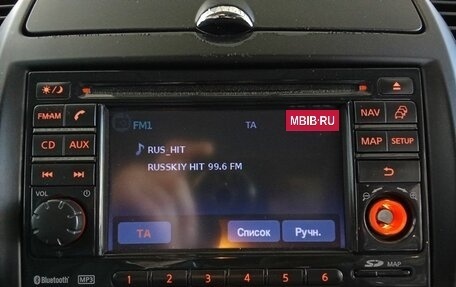 MBIB·RU
FM·AM
FM1 TA
NAV
RUS_HIT
CD AUX
RUSSKIY HIT 99.6 FM
MAP SETUP
VOL
TA Список Ручн.
Bluetooth MP3 1 2 3 4 5 6 SD MAP